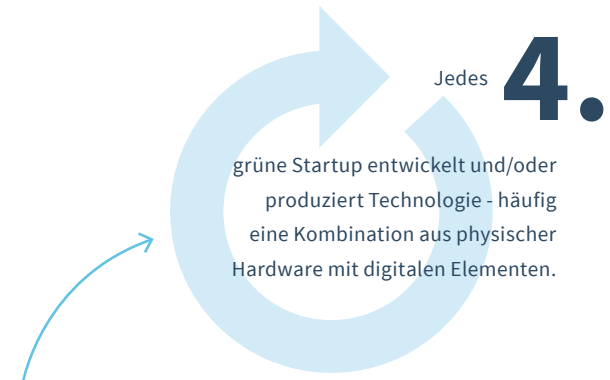 Jedes 4.
grüne Startup entwickelt und/oder
produziert Technologie - häufig
eine Kombination aus physischer
Hardware mit digitalen Elementen.